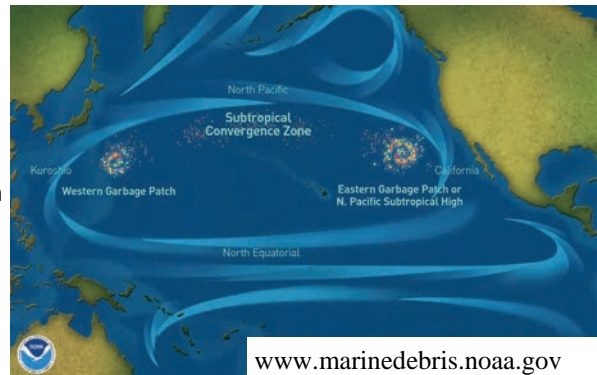 North Pacific
Subtropical
Convergence Zone
Kuroshio
California
Western Garbage Patch
Eastern Garbage Patch or
N. Pacific Subtropical High
North Equatorial
NOAA
www.marinedebris.noaa.gov